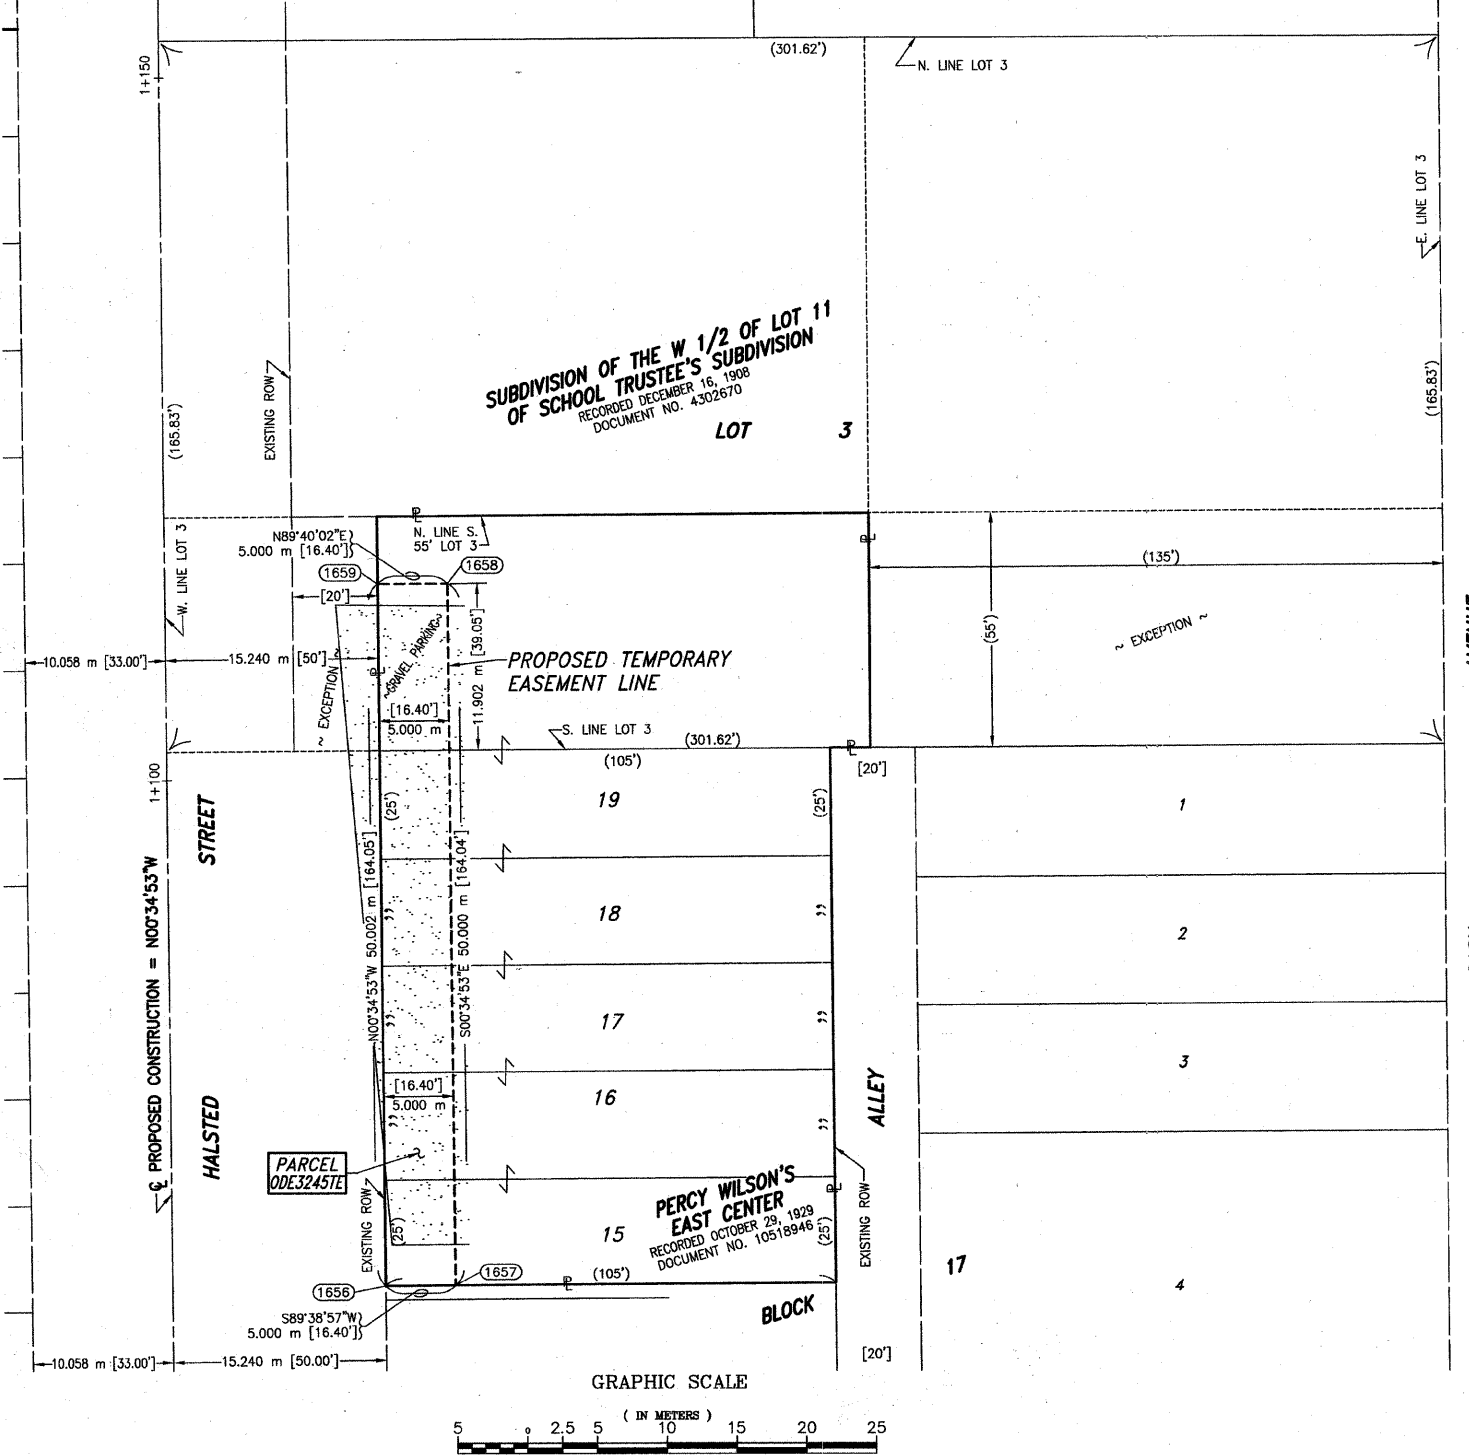 (301.62')
N. LINE LOT 3
1+150
E. LINE LOT 3
SUBDIVISION OF THE W 1/2 OF LOT 11
OF SCHOOL TRUSTEE'S SUBDIVISION
RECORDED DECEMBER 16, 1908
DOCUMENT NO. 4302670
LOT 3
EXISTING ROW
(165.83')
(165.83')
W. LINE LOT 3
N89°40'02"E
5.000 m [16.40']
N. LINE S.
55' LOT 3
1659
1658
[20']
(135')
(55')
~ EXCEPTION ~
~GRAVEL PARKING~
11.902 m [39.05']
10.058 m [33.00']
15.240 m [50']
PROPOSED TEMPORARY
EASEMENT LINE
~ EXCEPTION ~
[16.40']
5.000 m
S. LINE LOT 3
(301.62')
(105')
[20']
1+100
19
(25')
(25')
1
STREET
N00°34'53"W 50.002 m [164.05']
S00°34'53"E 50.000 m [164.04']
18
"
"
2
℄ PROPOSED CONSTRUCTION = N00°34'53"W
17
"
"
3
[16.40']
5.000 m
16
"
"
ALLEY
HALSTED
PARCEL
0DE3245TE
EXISTING ROW
(25')
15
PERCY WILSON'S
EAST CENTER
RECORDED OCTOBER 29, 1929
DOCUMENT NO. 10518946
(25')
EXISTING ROW
17
4
1656
1657
(105')
S89°38'57"W
5.000 m [16.40']
BLOCK
10.058 m [33.00']
15.240 m [50.00']
[20']
GRAPHIC SCALE
( IN METERS )
5 0 2.5 5 10 15 20 25